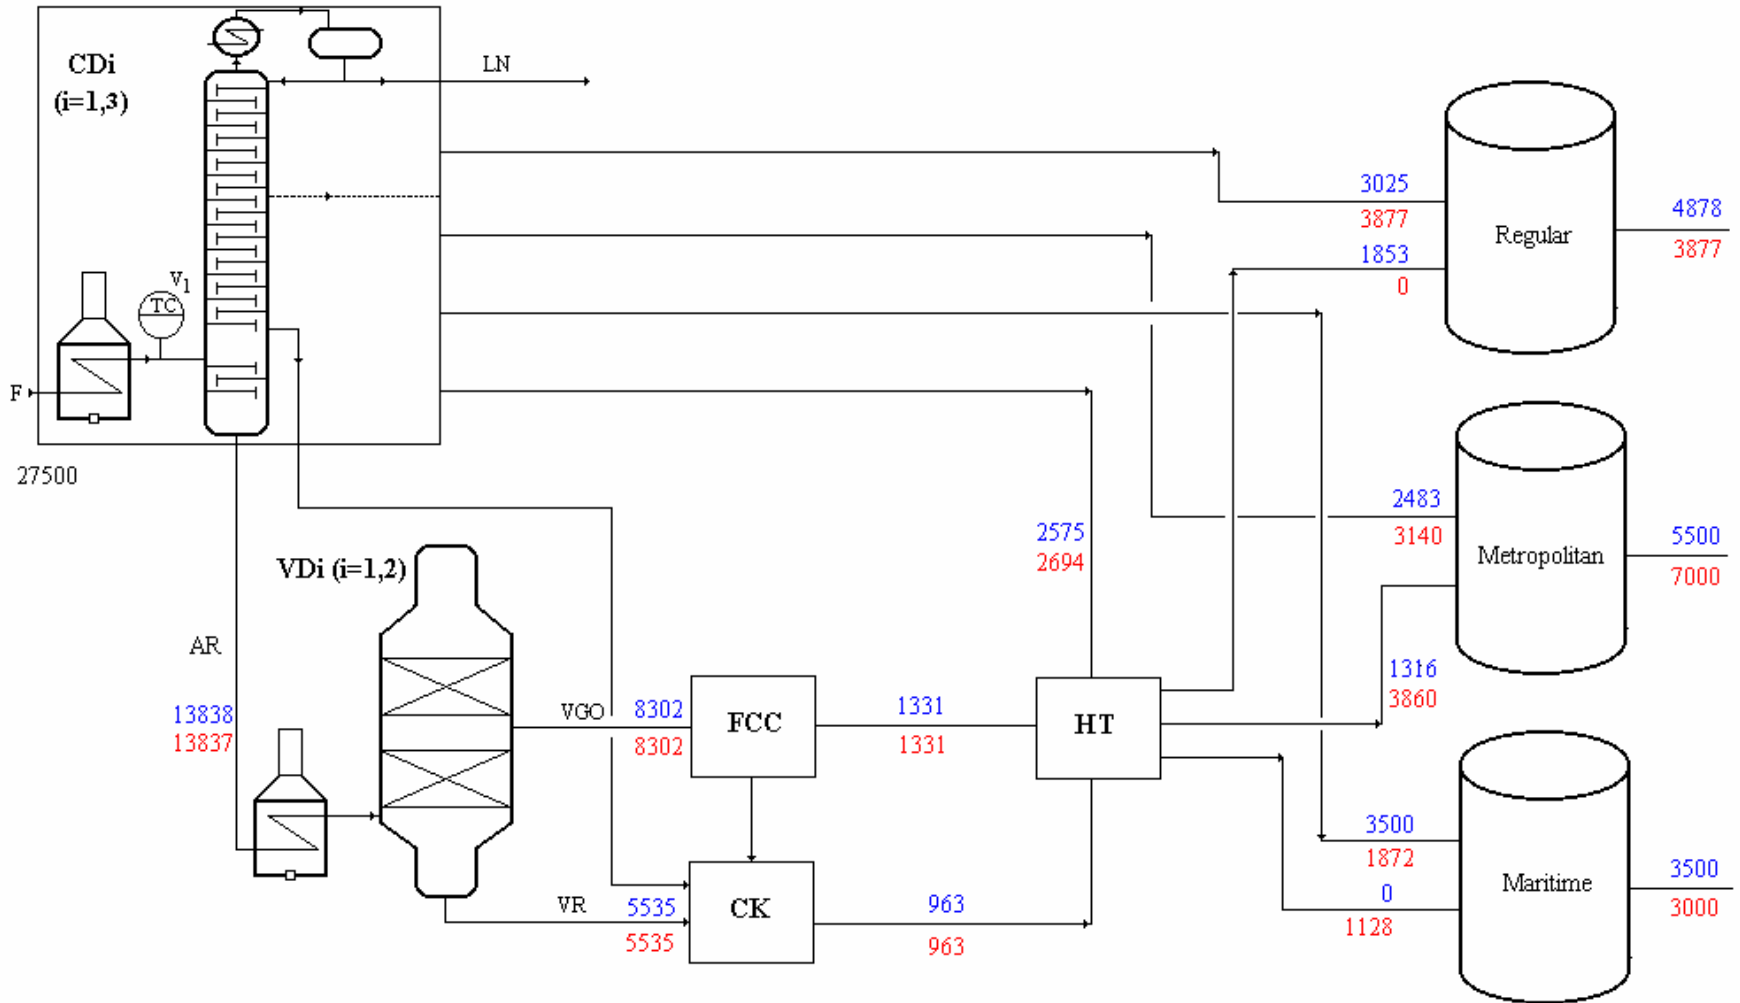 CDi
(i=1,3)
LN
V1
TC
F
27500
3025
3877
1853
0
Regular
4878
3877
2483
3140
Metropolitan
5500
7000
1316
3860
2575
2694
VDi (i=1,2)
AR
13838
13837
VGO
8302
8302
FCC
1331
1331
HT
VR
5535
5535
CK
963
963
3500
1872
0
1128
Maritime
3500
3000